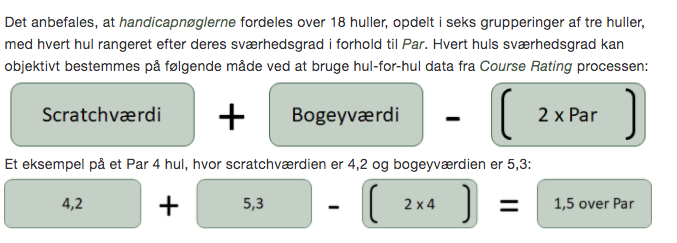 Det anbefales, at handicapnøglerne fordeles over 18 huller, opdelt i seks grupperinger af tre huller,
med hvert hul rangeret efter deres sværhedsgrad i forhold til Par. Hvert huls sværhedsgrad kan
objektivt bestemmes på følgende måde ved at bruge hul-for-hul data fra Course Rating processen:
Scratchværdi + Bogeyværdi - ( 2 x Par )
Et eksempel på et Par 4 hul, hvor scratchværdien er 4,2 og bogeyværdien er 5,3:
4,2 + 5,3 - ( 2 x 4 ) = 1,5 over Par